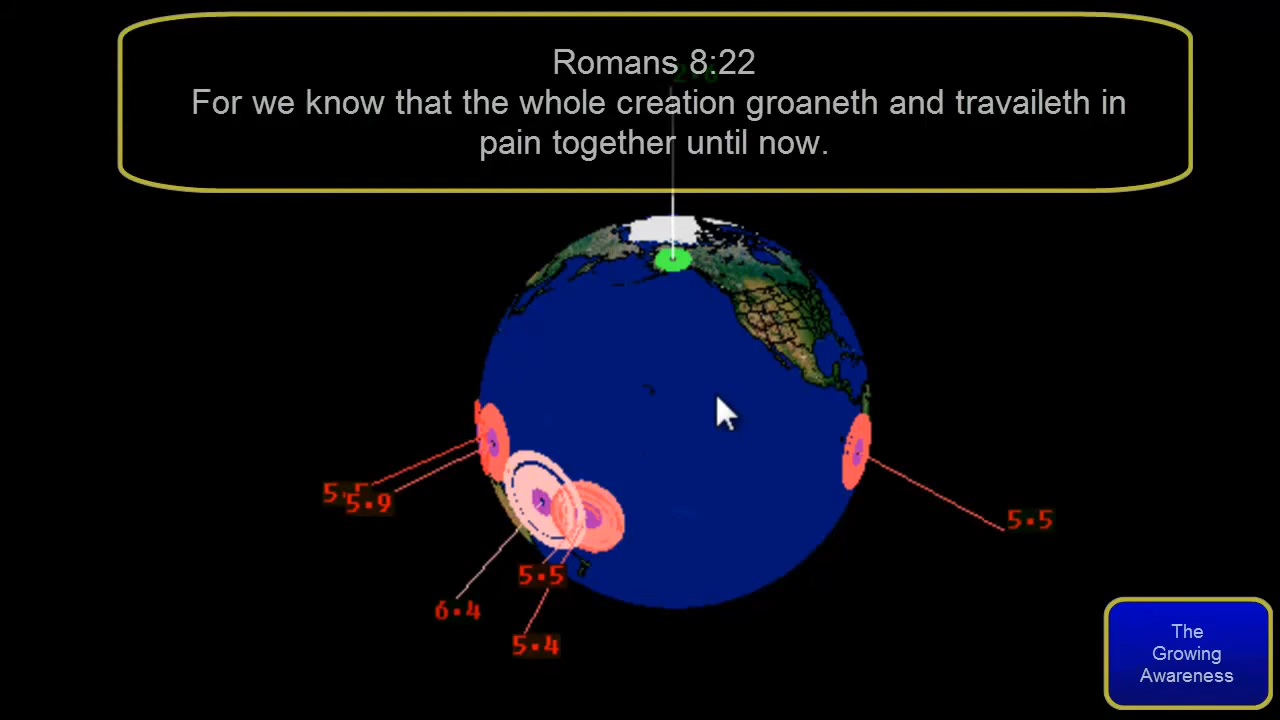 Romans 8:22
For we know that the whole creation groaneth and travaileth in
pain together until now.
5.9
5.5
5.5
6.4
5.4
The
Growing
Awareness